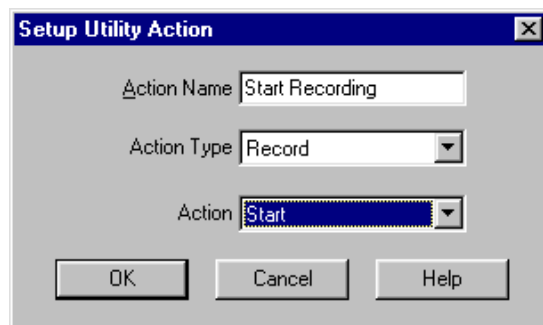 Setup Utility Action
Action Name Start Recording
Action Type Record
Action Start
OK Cancel Help